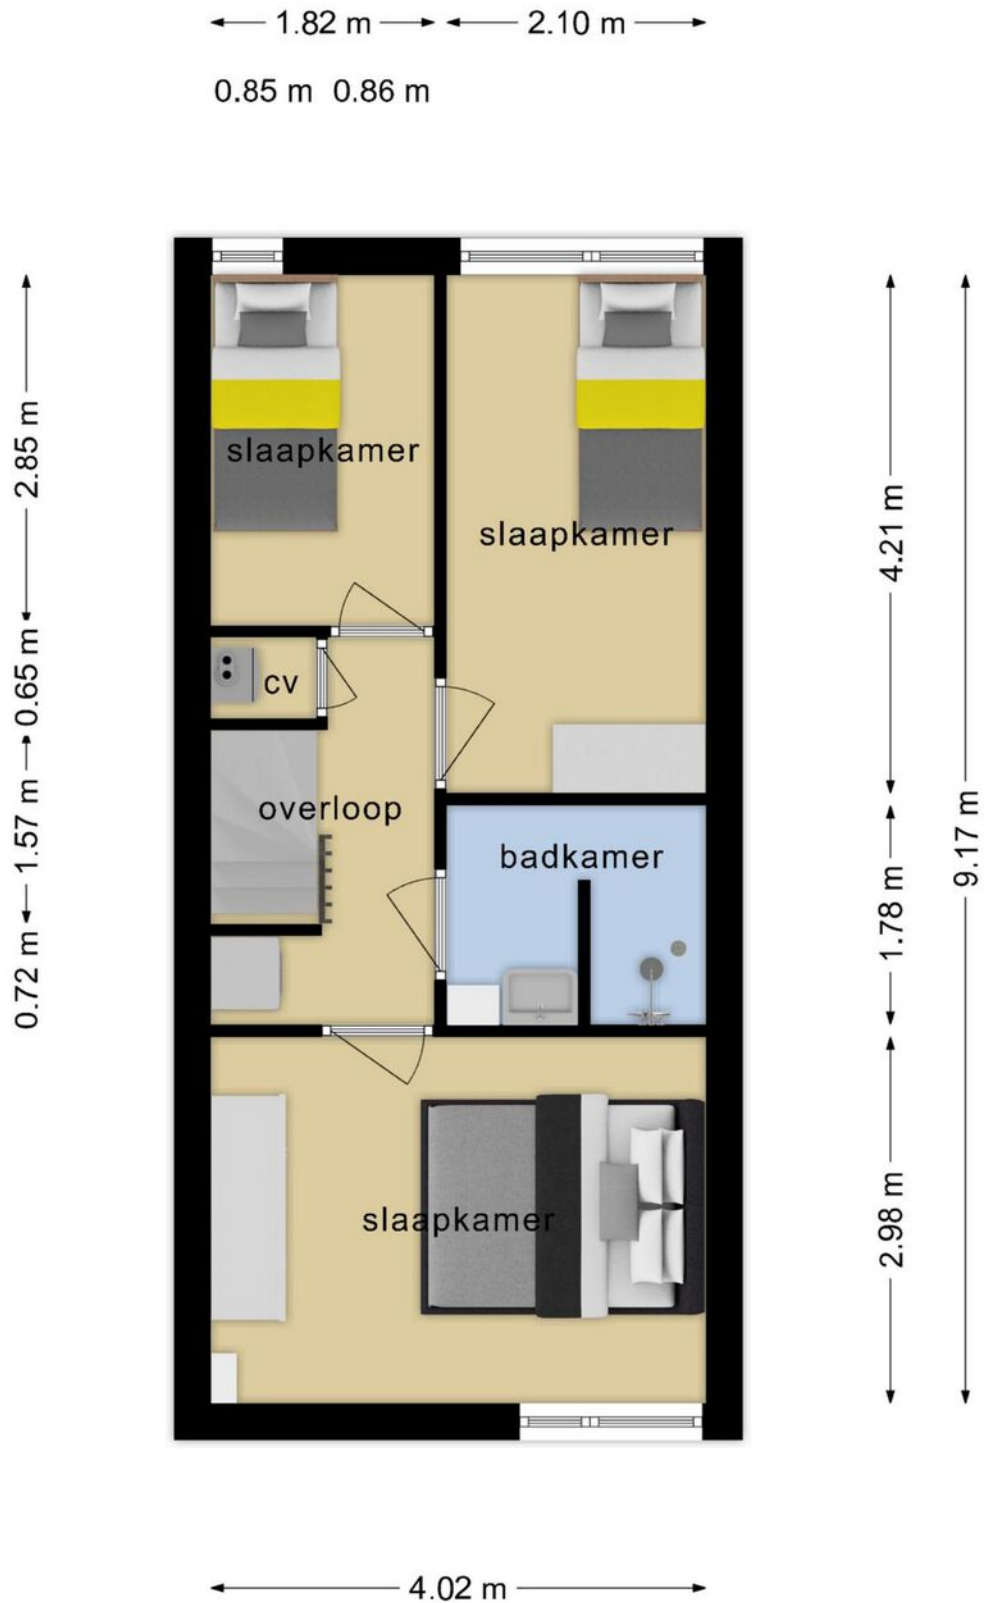 1.82 m 2.10 m
0.85 m 0.86 m
2.85 m
slaapkamer
slaapkamer
4.21 m
0.65 m
cv
1.57 m
overloop
badkamer
9.17 m
0.72 m
1.78 m
slaapkamer
2.98 m
4.02 m